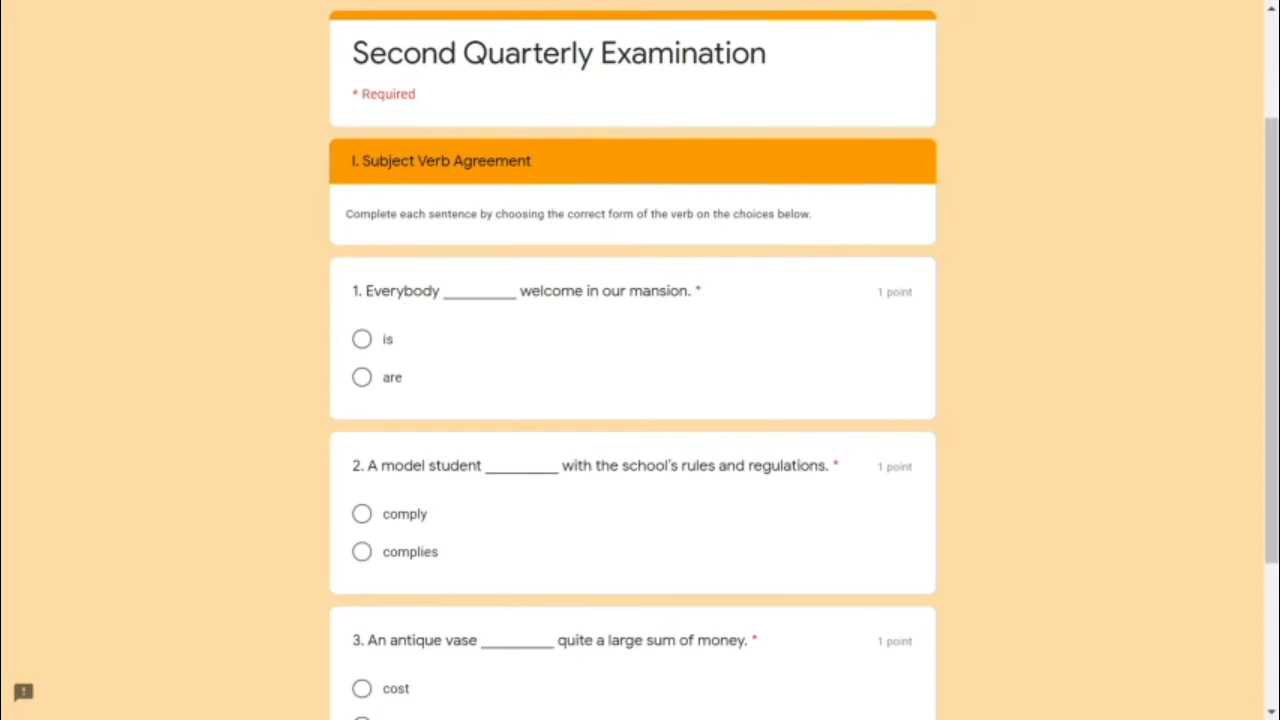 Second Quarterly Examination
* Required
I. Subject Verb Agreement
Complete each sentence by choosing the correct form of the verb on the choices below.
1. Everybody _________ welcome in our mansion. *
1 point
is
are
2. A model student _________ with the school's rules and regulations. *
1 point
comply
complies
3. An antique vase _________ quite a large sum of money. *
1 point
cost